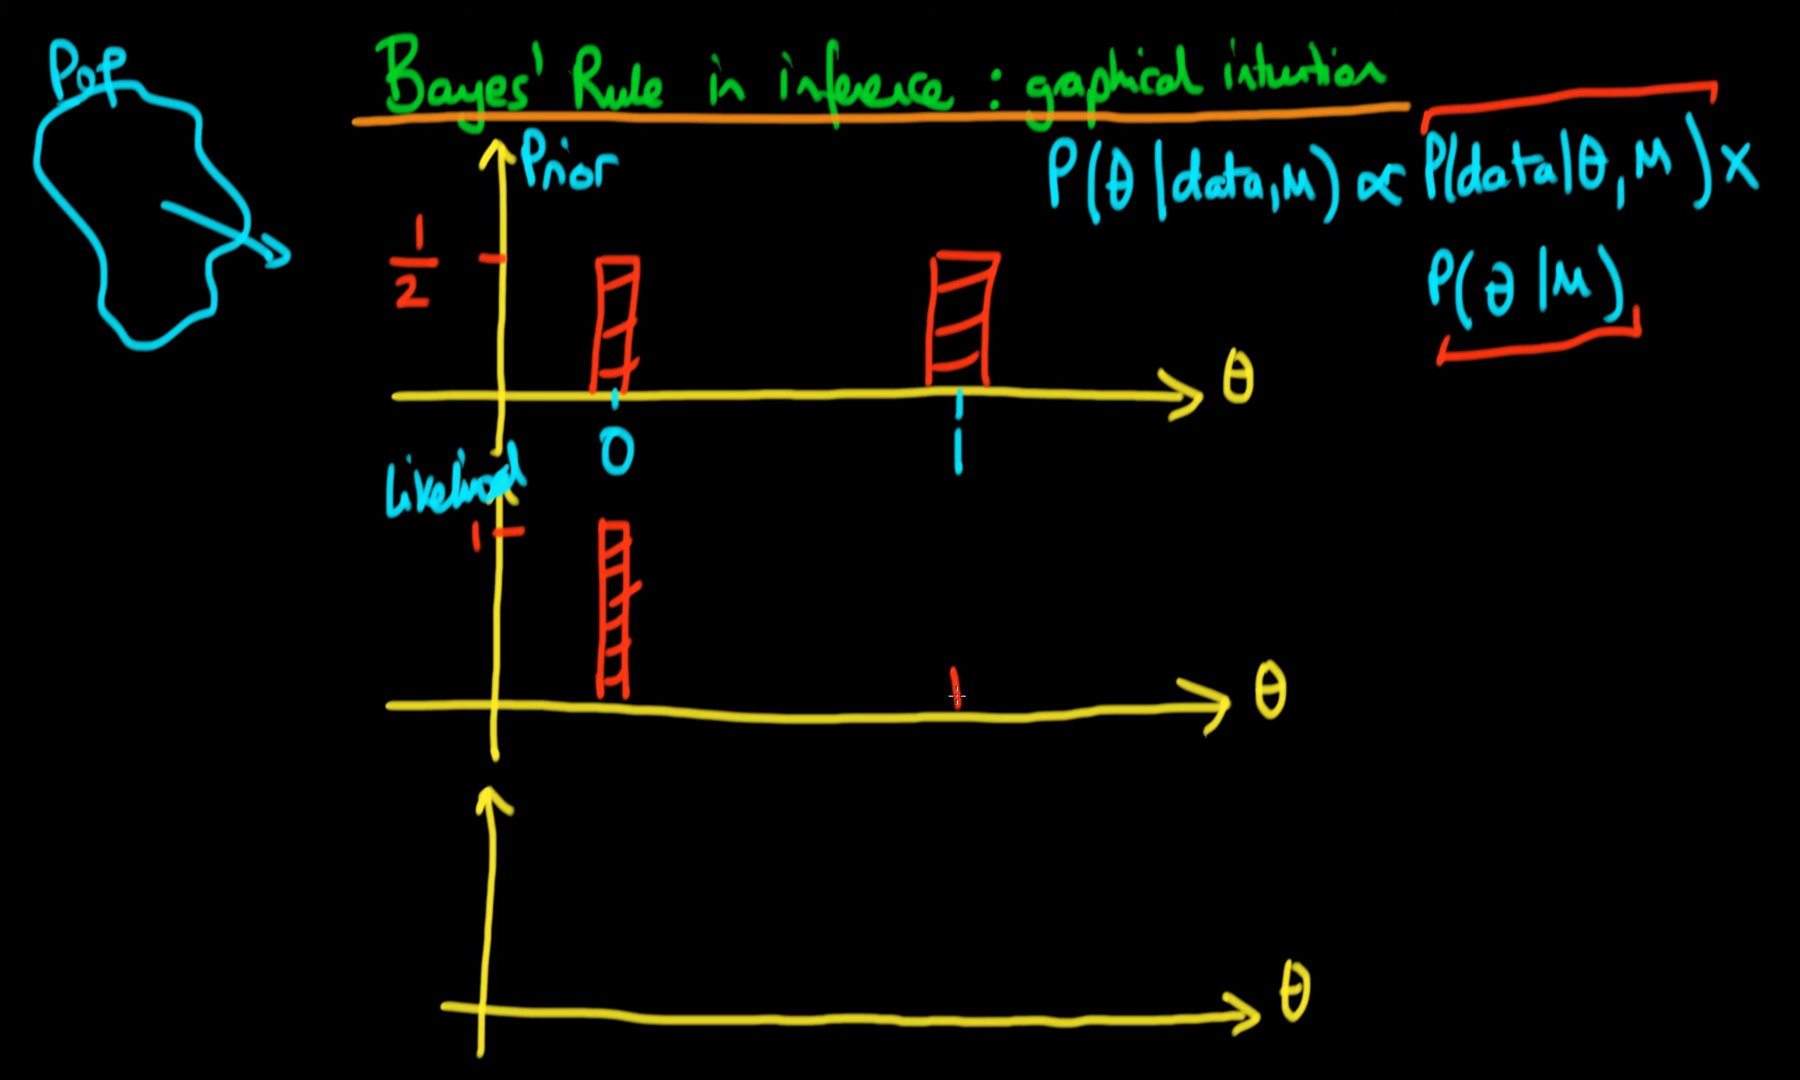 Pop
Bayes' Rule in inference : graphical intuition
Prior
P(θ|data,M) ∝ P(data|θ,M) ×
P(θ|M)
1/2
θ
0 1
Likelihood
1
θ
θ